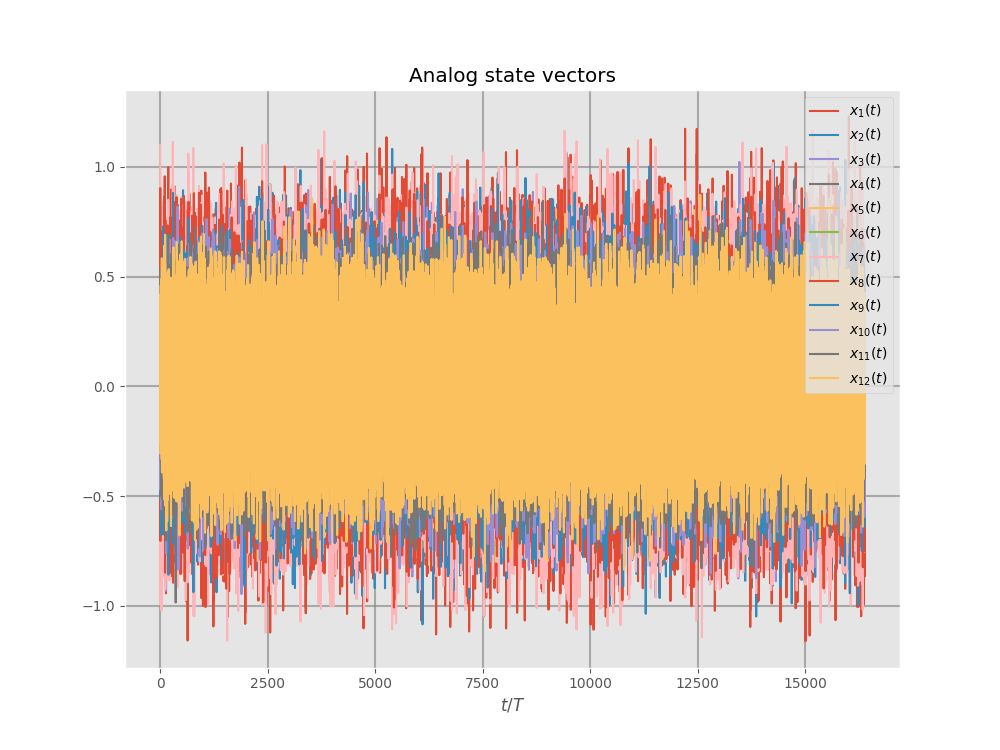 Analog state vectors
1.0
0.5
0.0
−0.5
−1.0
0 2500 5000 7500 10000 12500 15000
t/T
x₁(t)
x₂(t)
x₃(t)
x₄(t)
x₅(t)
x₆(t)
x₇(t)
x₈(t)
x₉(t)
x₁₀(t)
x₁₁(t)
x₁₂(t)